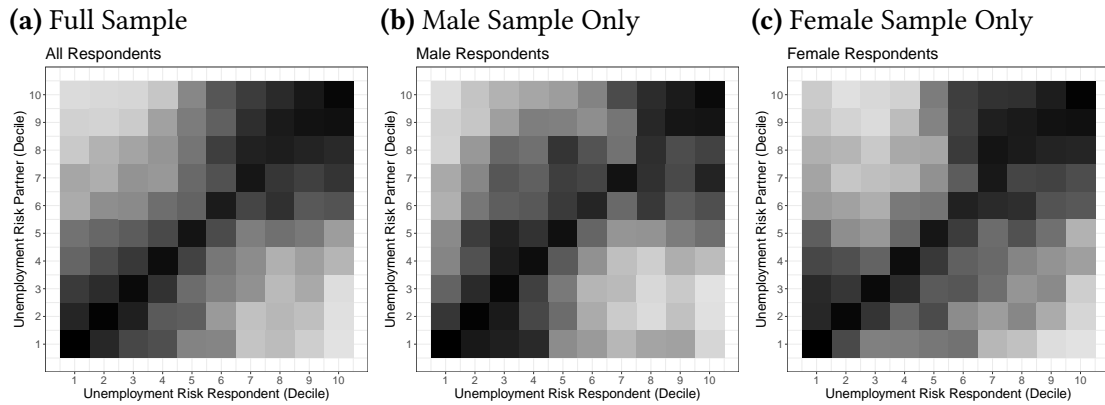 (a) Full Sample
All Respondents
Unemployment Risk Partner (Decile)
10
9
8
7
6
5
4
3
2
1
1 2 3 4 5 6 7 8 9 10
Unemployment Risk Respondent (Decile)
(b) Male Sample Only
Male Respondents
Unemployment Risk Partner (Decile)
10
9
8
7
6
5
4
3
2
1
1 2 3 4 5 6 7 8 9 10
Unemployment Risk Respondent (Decile)
(c) Female Sample Only
Female Respondents
Unemployment Risk Partner (Decile)
10
9
8
7
6
5
4
3
2
1
1 2 3 4 5 6 7 8 9 10
Unemployment Risk Respondent (Decile)